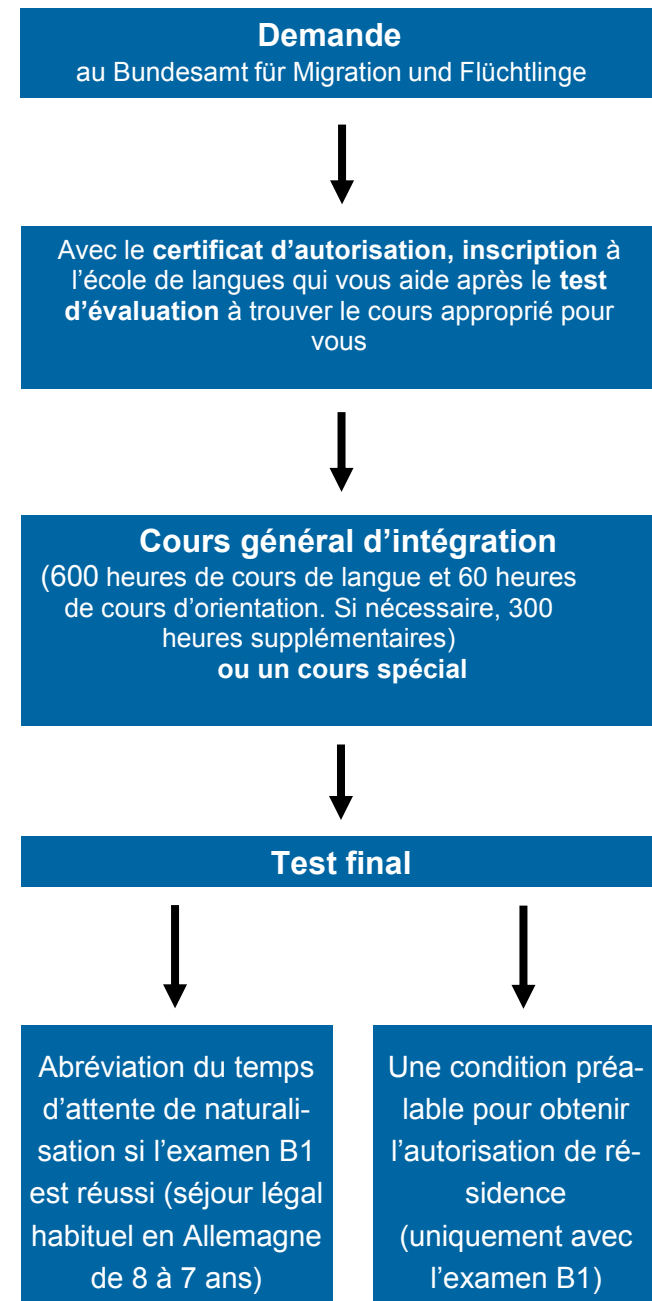 Demande
au Bundesamt für Migration und Flüchtlinge
Avec le certificat d'autorisation, inscription à
l'école de langues qui vous aide après le test
d'évaluation à trouver le cours approprié pour
vous
Cours général d'intégration
(600 heures de cours de langue et 60 heures
de cours d'orientation. Si nécessaire, 300
heures supplémentaires)
ou un cours spécial
Test final
Abréviation du temps
d'attente de naturali-
sation si l'examen B1
est réussi (séjour légal
habituel en Allemagne
de 8 à 7 ans)
Une condition préa-
lable pour obtenir
l'autorisation de ré-
sidence
(uniquement avec
l'examen B1)